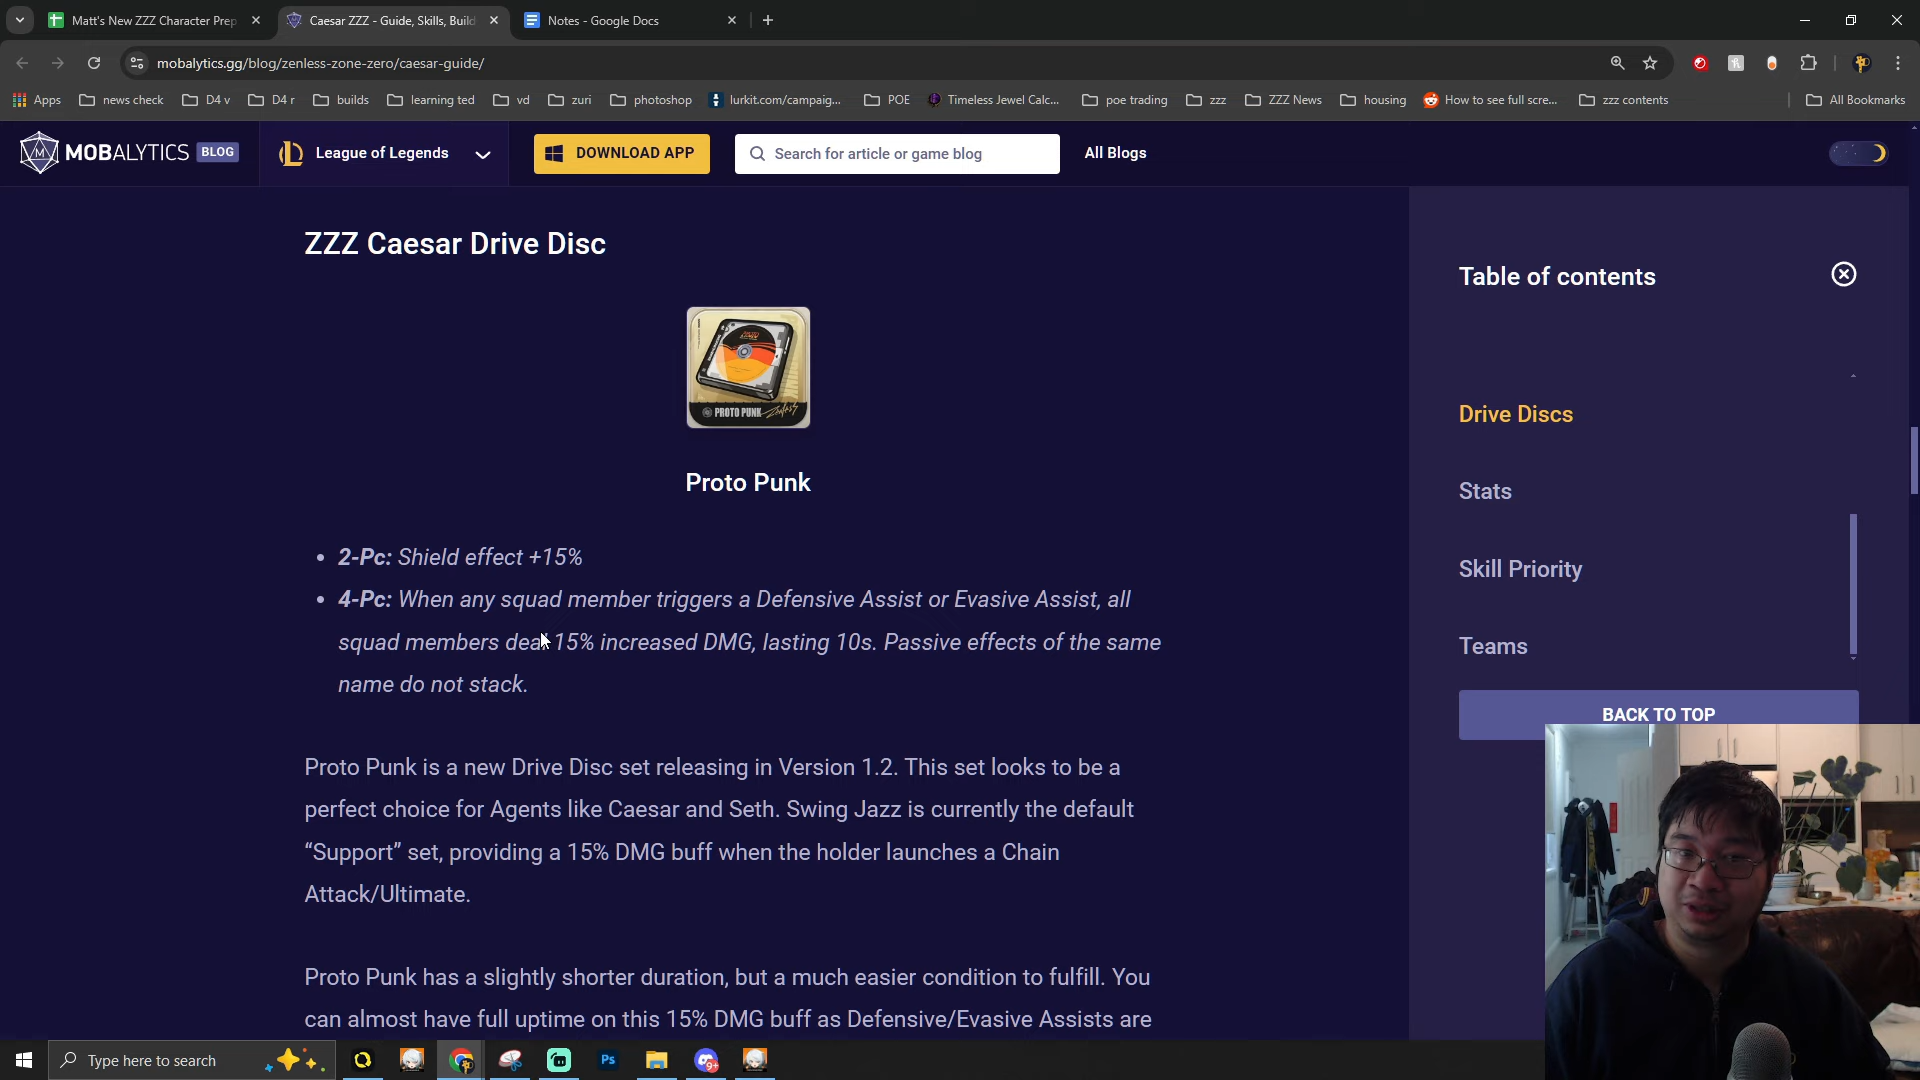 Matt's New ZZZ Character Prep
Caesar ZZZ - Guide, Skills, Build
Notes - Google Docs
mobalytics.gg/blog/zenless-zone-zero/caesar-guide/
Apps
news check
D4 v
D4 r
builds
learning ted
vd
zuri
photoshop
lurkit.com/campaig...
POE
Timeless Jewel Calc...
poe trading
zzz
ZZZ News
housing
How to see full scre...
zzz contents
All Bookmarks
MOBALYTICS BLOG
League of Legends
DOWNLOAD APP
Search for article or game blog
All Blogs
ZZZ Caesar Drive Disc
PROTO PUNK
Proto Punk
• 2-Pc: Shield effect +15%
• 4-Pc: When any squad member triggers a Defensive Assist or Evasive Assist, all
squad members deal 15% increased DMG, lasting 10s. Passive effects of the same
name do not stack.
Proto Punk is a new Drive Disc set releasing in Version 1.2. This set looks to be a
perfect choice for Agents like Caesar and Seth. Swing Jazz is currently the default
“Support” set, providing a 15% DMG buff when the holder launches a Chain
Attack/Ultimate.
Proto Punk has a slightly shorter duration, but a much easier condition to fulfill. You
can almost have full uptime on this 15% DMG buff as Defensive/Evasive Assists are
Table of contents
Drive Discs
Stats
Skill Priority
Teams
BACK TO TOP
Type here to search
Ps
9+